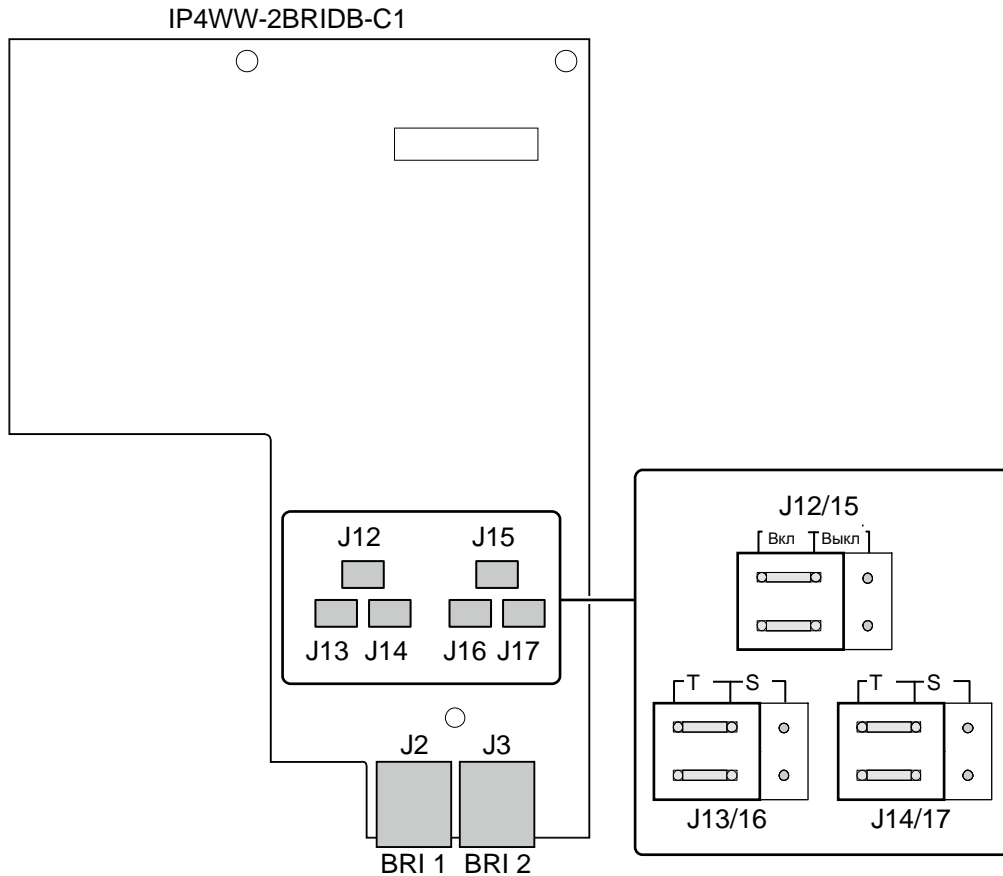 IP4WW-2BRIDB-C1
J12 J15
J13 J14 J16 J17
J2 J3
BRI 1 BRI 2
J12/15
Вкл Выкл
T S T S
J13/16 J14/17